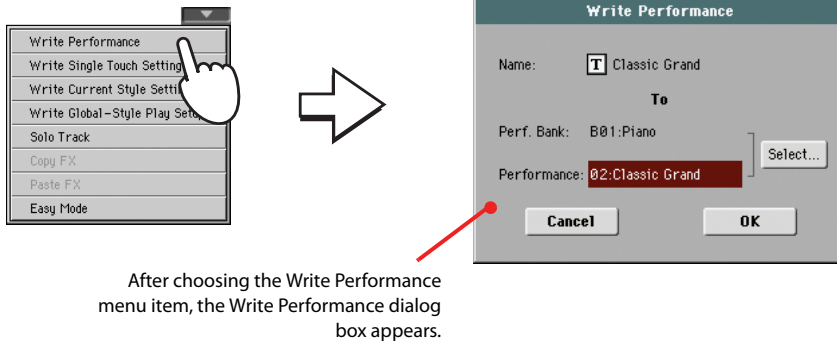 Write Performance
Write Single Touch Setting
Write Current Style Setti
Write Global-Style Play Setu
Solo Track
Copy FX
Paste FX
Easy Mode
Write Performance
Name: T Classic Grand
To
Perf. Bank: B01:Piano
Select...
Performance: 02:Classic Grand
Cancel OK
After choosing the Write Performance
menu item, the Write Performance dialog
box appears.